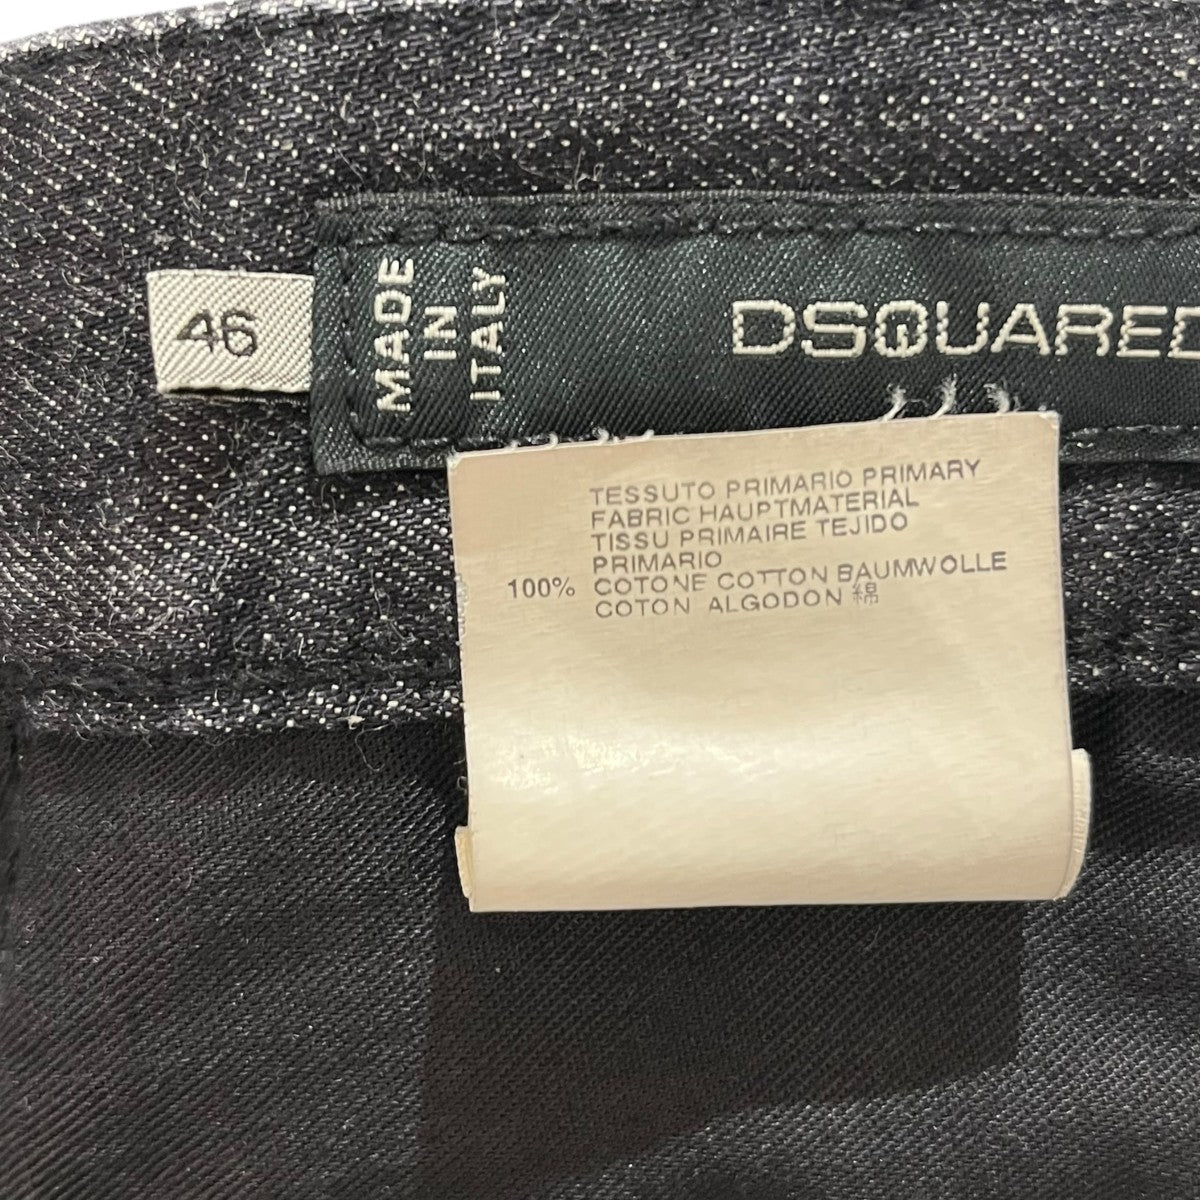 46
MADE
IN
ITALY
DSQUARED
TESSUTO PRIMARIO PRIMARY
FABRIC HAUPTMATERIAL
TISSU PRIMAIRE TEJIDO
PRIMARIO
100% COTONE COTTON BAUMWOLLE
COTON ALGODON 綿